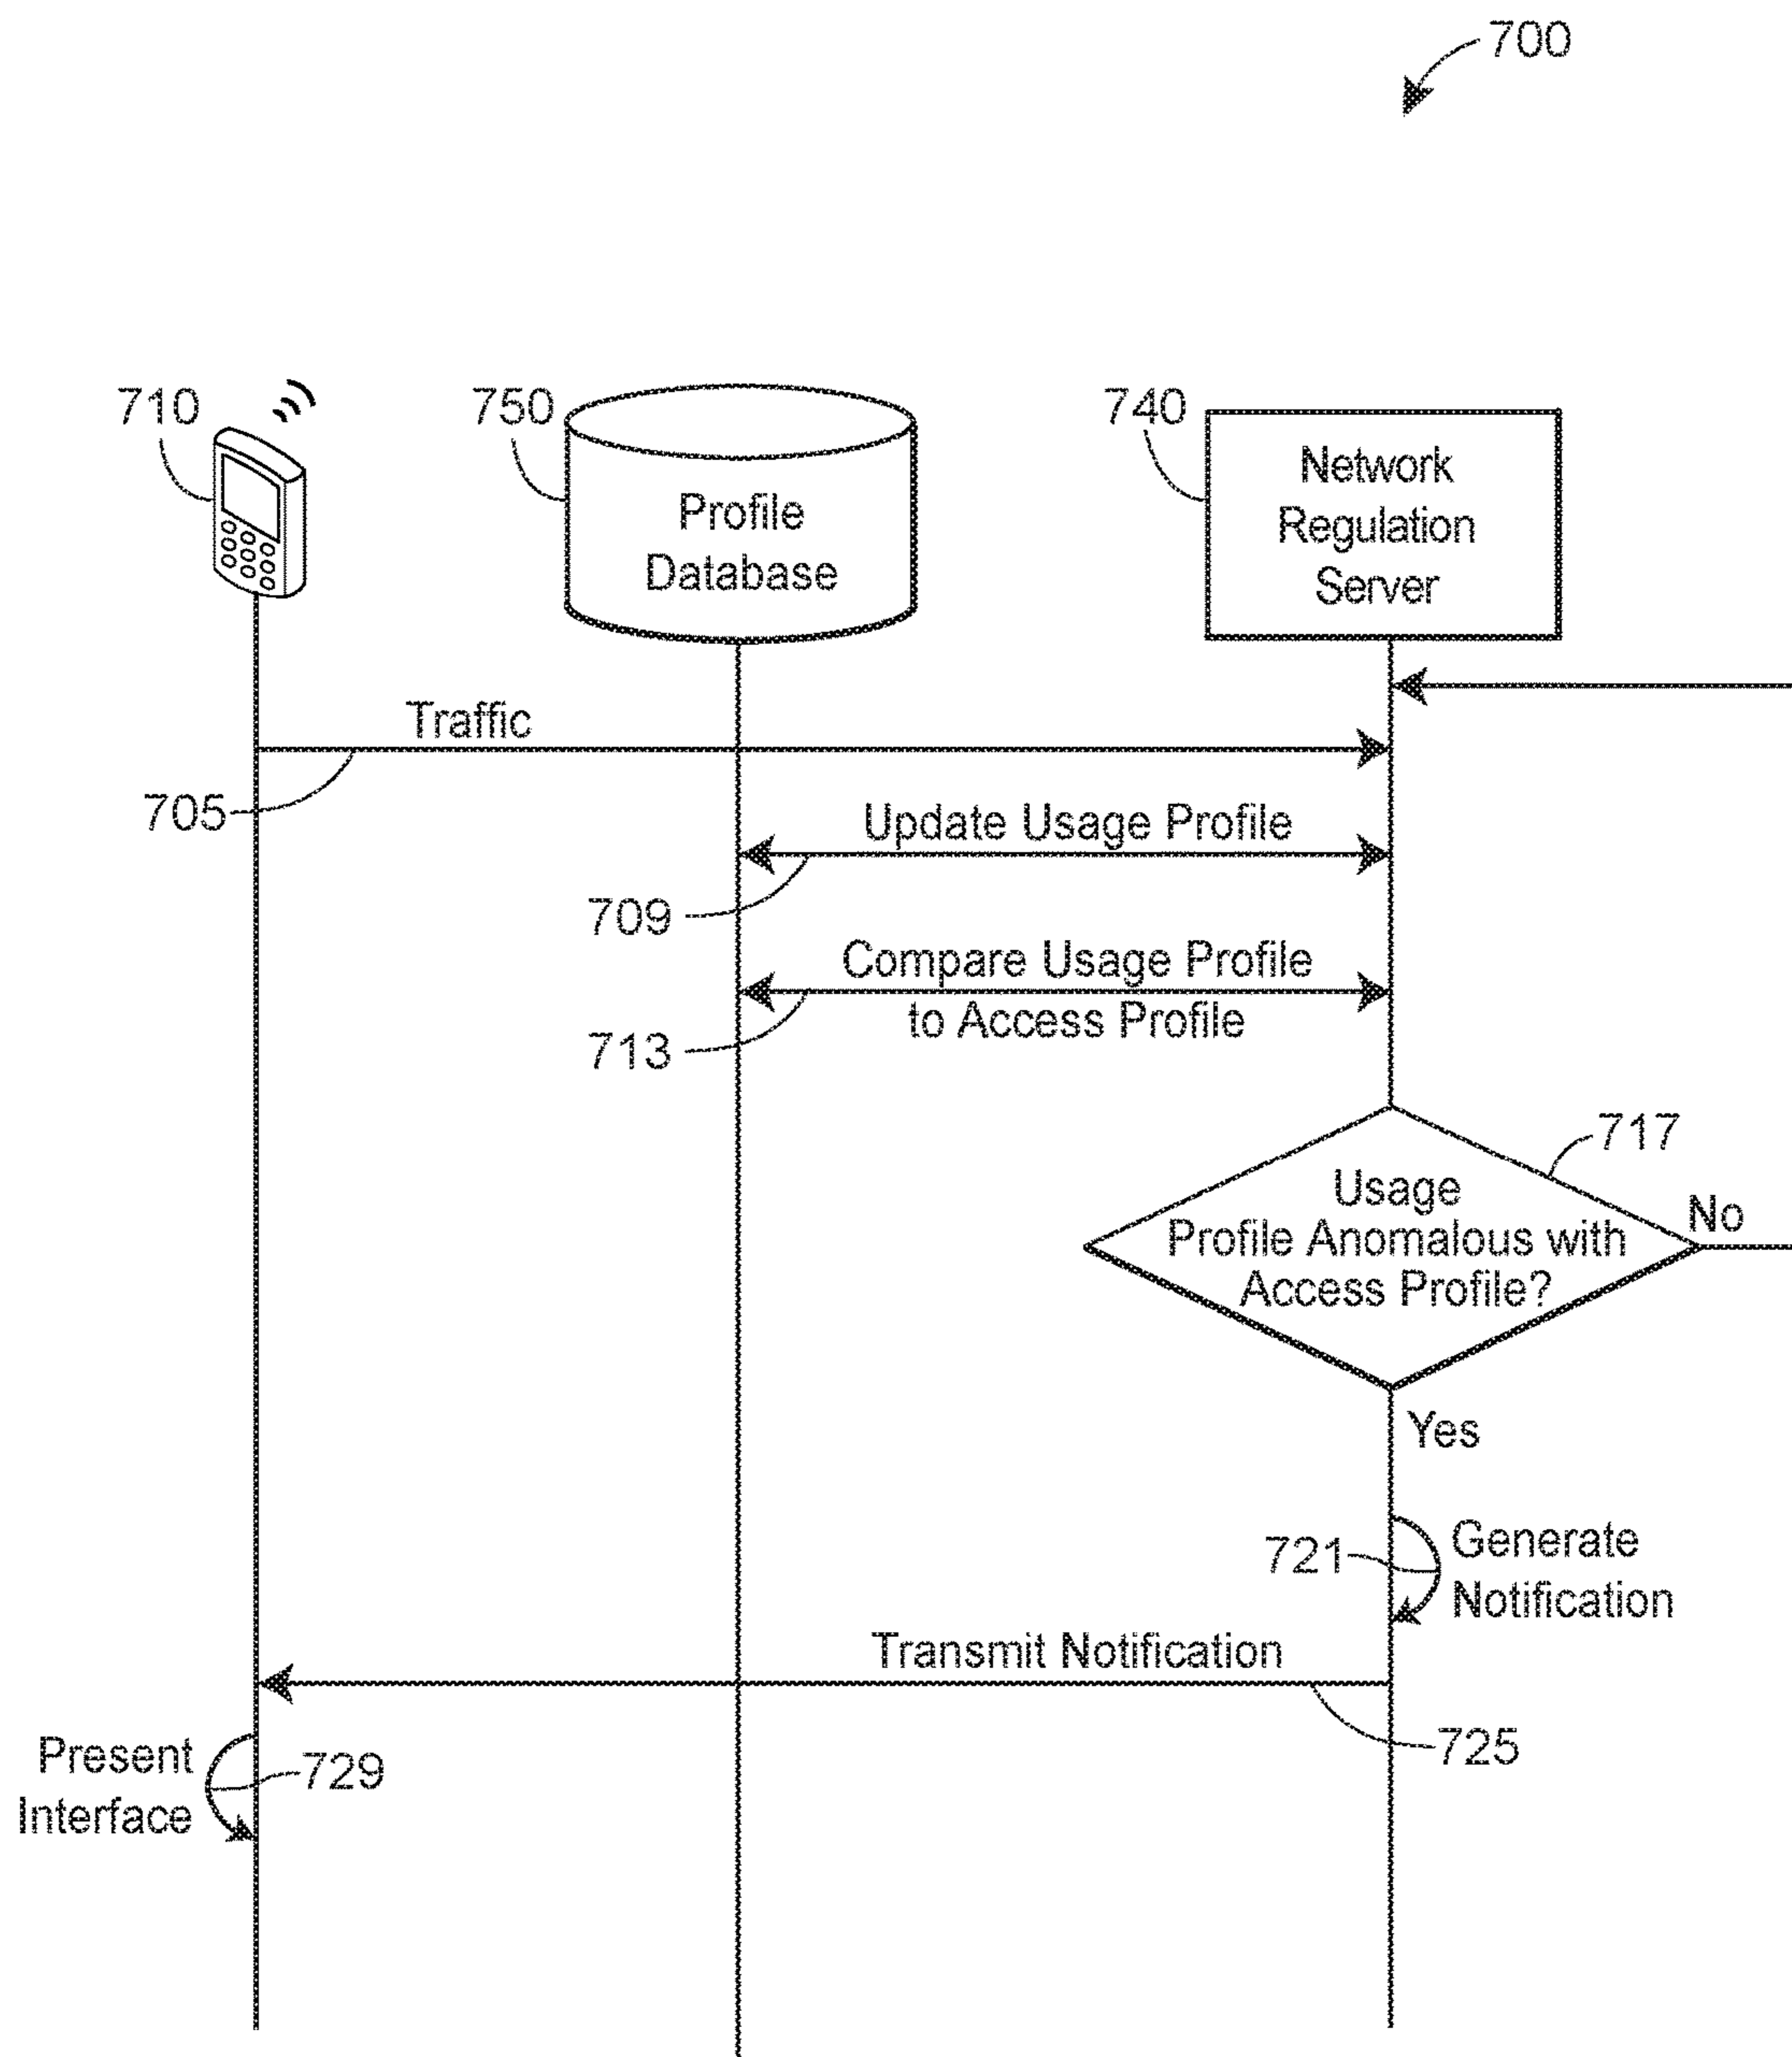 700
710
750
740
Profile
Database
Network
Regulation
Server
Traffic
705
Update Usage Profile
709
Compare Usage Profile
to Access Profile
713
717
Usage
Profile Anomalous with
Access Profile?
No
Yes
721
Generate
Notification
Transmit Notification
725
Present
Interface
729